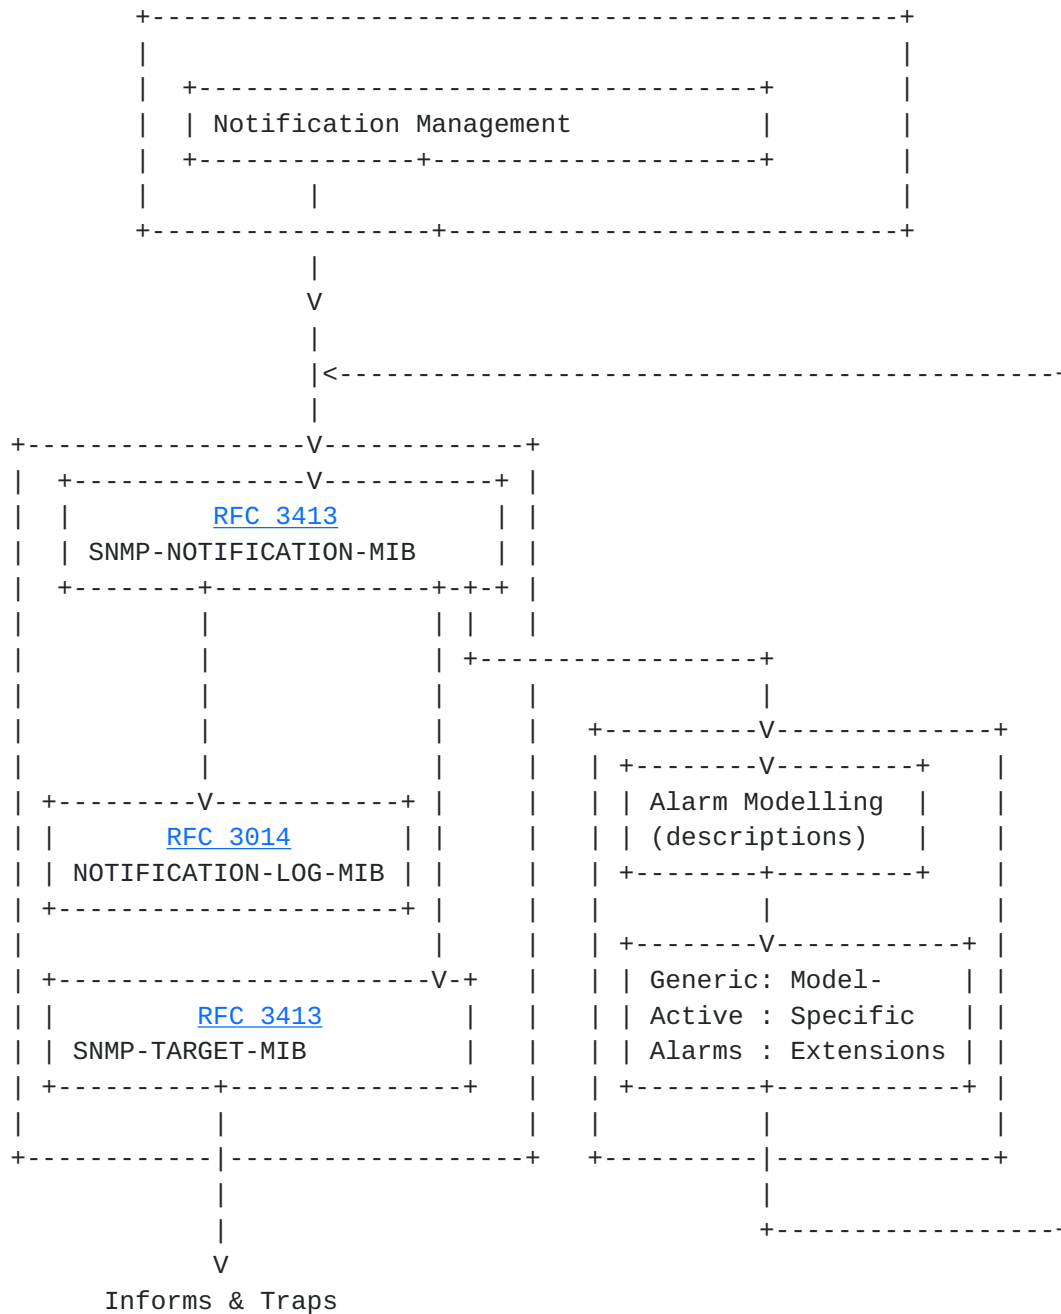 Notification Management
V
V
V
RFC 3413
SNMP-NOTIFICATION-MIB
V
V
V
Alarm Modelling
RFC 3014
(descriptions)
NOTIFICATION-LOG-MIB
V
V
Generic: Model-
RFC 3413
Active : Specific
SNMP-TARGET-MIB
Alarms : Extensions
V
Informs & Traps